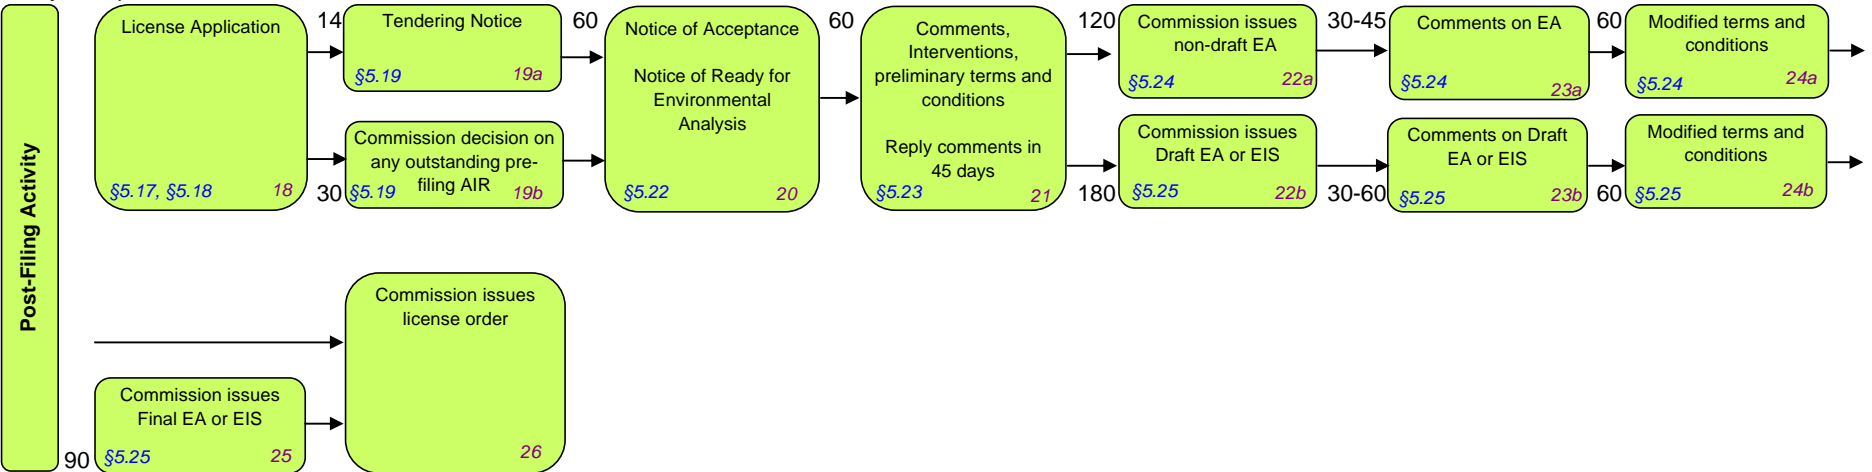 Post-Filing Activity
License Application
§5.17, §5.18
18
14
30
Tendering Notice
§5.19
19a
Commission decision on
any outstanding pre-
filing AIR
§5.19
19b
60
Notice of Acceptance
Notice of Ready for
Environmental
Analysis
§5.22
20
60
Comments,
Interventions,
preliminary terms and
conditions
Reply comments in
45 days
§5.23
21
120
Commission issues
non-draft EA
§5.24
22a
30-45
Comments on EA
§5.24
23a
60
Modified terms and
conditions
§5.24
24a
180
Commission issues
Draft EA or EIS
§5.25
22b
30-60
Comments on Draft
EA or EIS
§5.25
23b
60
Modified terms and
conditions
§5.25
24b
90
Commission issues
Final EA or EIS
§5.25
25
Commission issues
license order
26